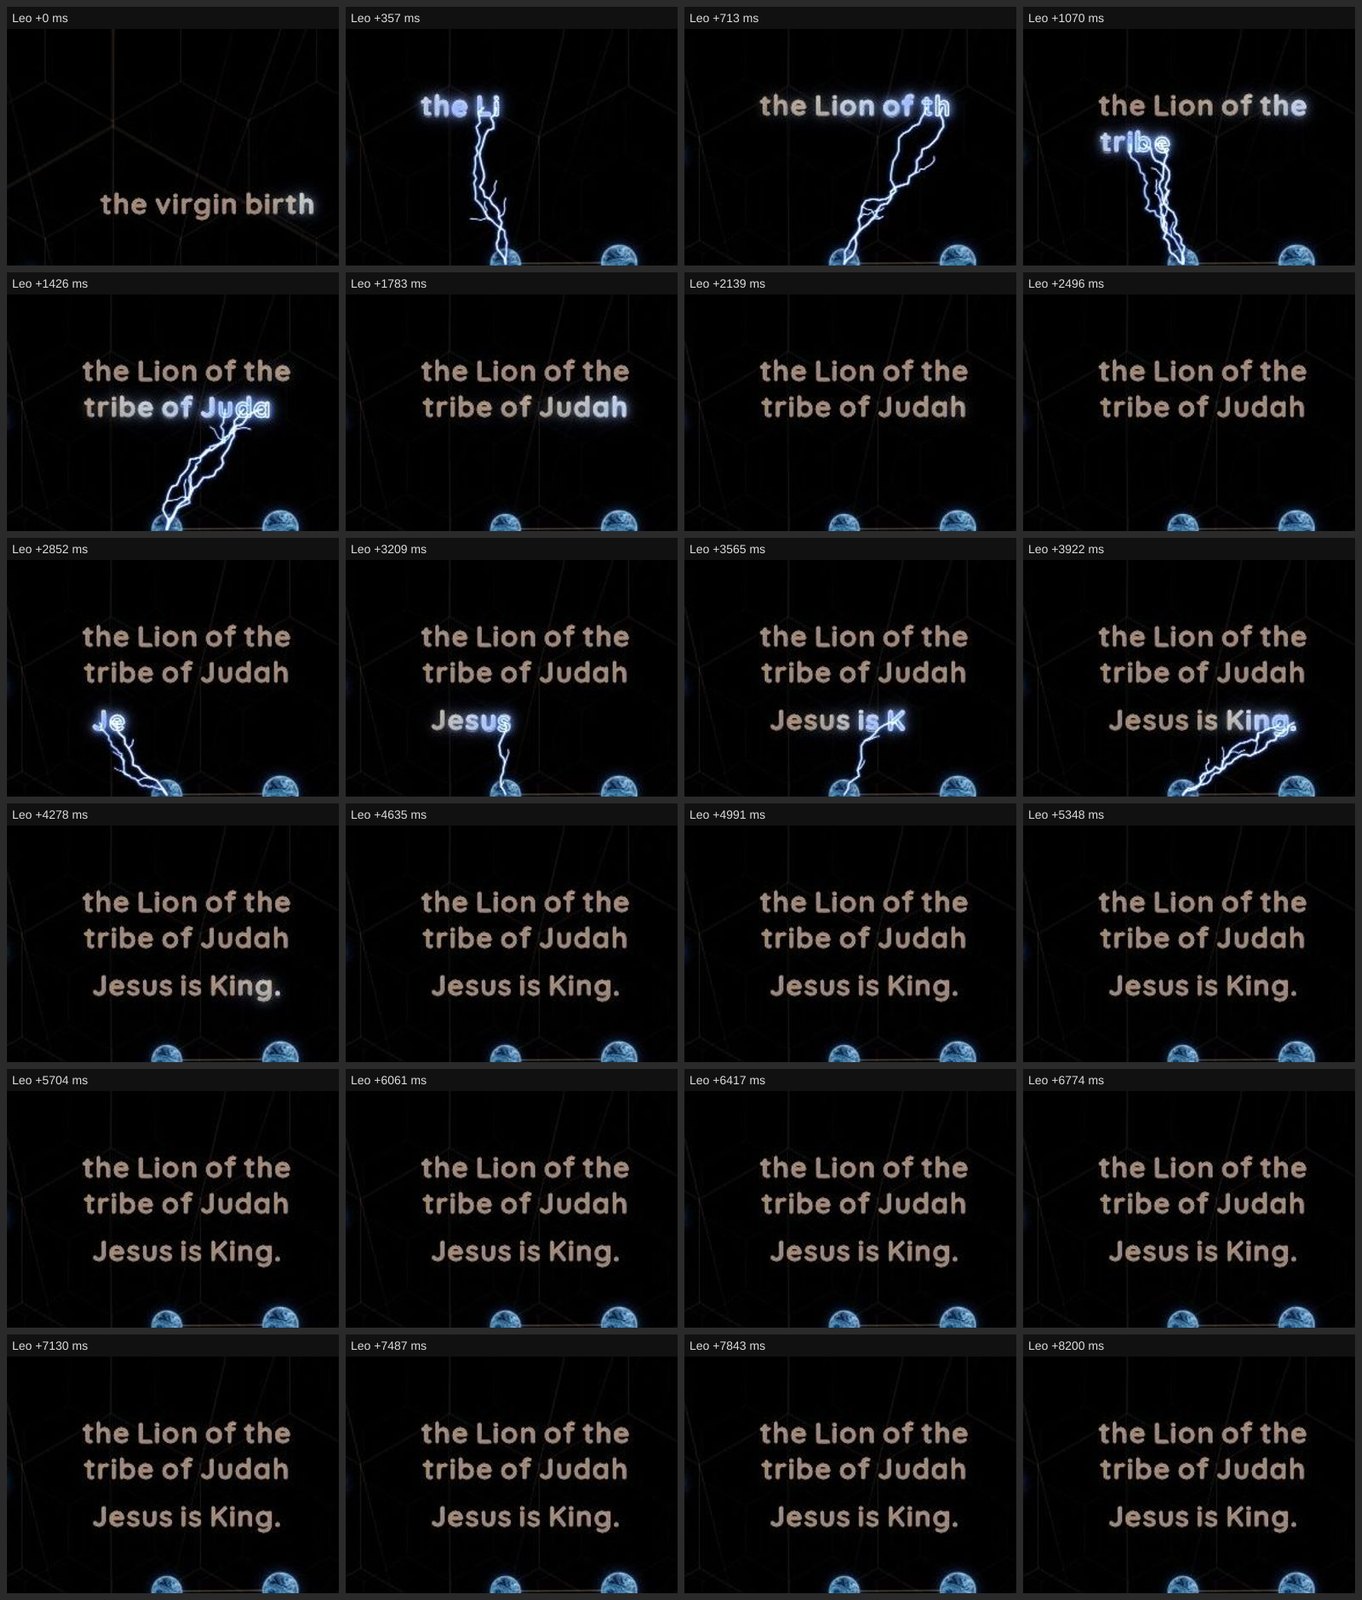 Leo +0 ms
the virgin birth
Leo +357 ms
the Li
Leo +713 ms
the Lion of th
Leo +1070 ms
the Lion of the
tribe
Leo +1426 ms
the Lion of the
tribe of Juda
Leo +1783 ms
the Lion of the
tribe of Judah
Leo +2139 ms
the Lion of the
tribe of Judah
Leo +2496 ms
the Lion of the
tribe of Judah
Leo +2852 ms
the Lion of the
tribe of Judah
Je
Leo +3209 ms
the Lion of the
tribe of Judah
Jesus
Leo +3565 ms
the Lion of the
tribe of Judah
Jesus is K
Leo +3922 ms
the Lion of the
tribe of Judah
Jesus is King.
Leo +4278 ms
the Lion of the
tribe of Judah
Jesus is King.
Leo +4635 ms
the Lion of the
tribe of Judah
Jesus is King.
Leo +4991 ms
the Lion of the
tribe of Judah
Jesus is King.
Leo +5348 ms
the Lion of the
tribe of Judah
Jesus is King.
Leo +5704 ms
the Lion of the
tribe of Judah
Jesus is King.
Leo +6061 ms
the Lion of the
tribe of Judah
Jesus is King.
Leo +6417 ms
the Lion of the
tribe of Judah
Jesus is King.
Leo +6774 ms
the Lion of the
tribe of Judah
Jesus is King.
Leo +7130 ms
the Lion of the
tribe of Judah
Jesus is King.
Leo +7487 ms
the Lion of the
tribe of Judah
Jesus is King.
Leo +7843 ms
the Lion of the
tribe of Judah
Jesus is King.
Leo +8200 ms
the Lion of the
tribe of Judah
Jesus is King.